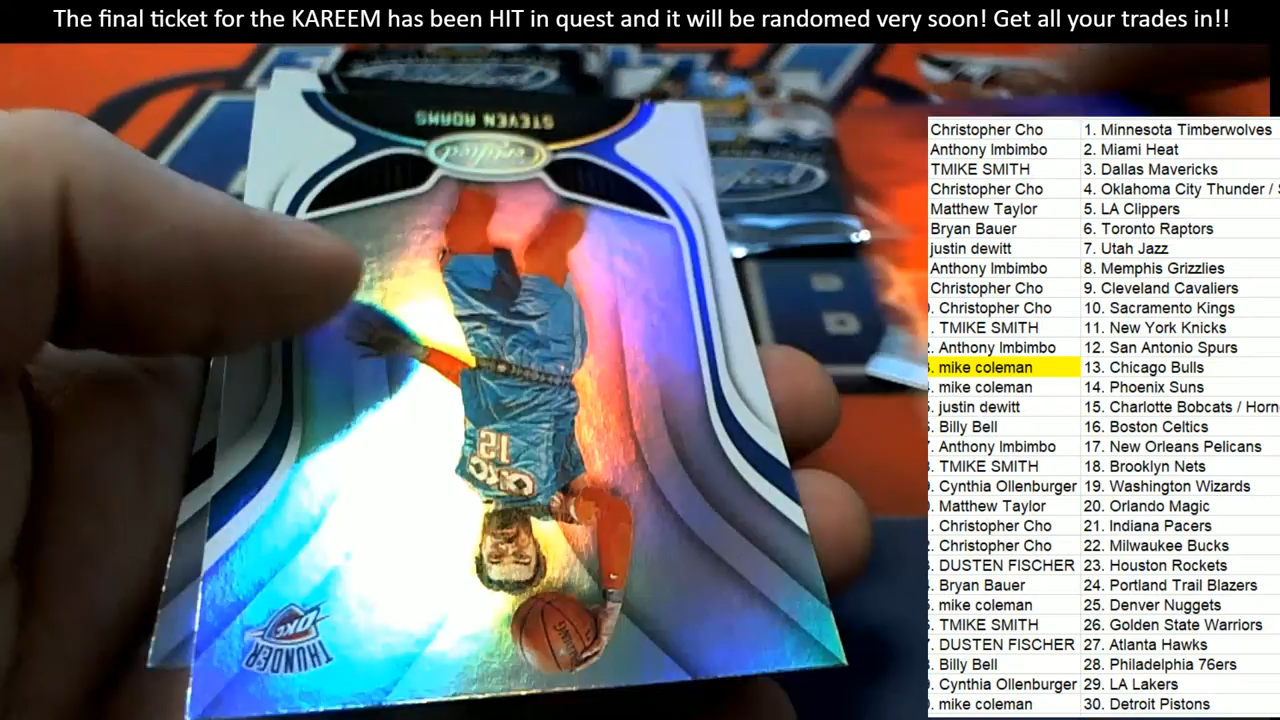 The final ticket for the KAREEM has been HIT in quest and it will be randomed very soon! Get all your trades in!!
STEVEN ADAMS
Certified
OKC
12
SPALDING
OKC
THUNDER
Christopher Cho 1. Minnesota Timberwolves
Anthony Imbimbo 2. Miami Heat
TMIKE SMITH 3. Dallas Mavericks
Christopher Cho 4. Oklahoma City Thunder /
Matthew Taylor 5. LA Clippers
Bryan Bauer 6. Toronto Raptors
justin dewitt 7. Utah Jazz
Anthony Imbimbo 8. Memphis Grizzlies
Christopher Cho 9. Cleveland Cavaliers
Christopher Cho 10. Sacramento Kings
TMIKE SMITH 11. New York Knicks
Anthony Imbimbo 12. San Antonio Spurs
mike coleman 13. Chicago Bulls
mike coleman 14. Phoenix Suns
justin dewitt 15. Charlotte Bobcats / Horn
Billy Bell 16. Boston Celtics
Anthony Imbimbo 17. New Orleans Pelicans
TMIKE SMITH 18. Brooklyn Nets
Cynthia Ollenburger 19. Washington Wizards
Matthew Taylor 20. Orlando Magic
Christopher Cho 21. Indiana Pacers
Christopher Cho 22. Milwaukee Bucks
DUSTEN FISCHER 23. Houston Rockets
Bryan Bauer 24. Portland Trail Blazers
mike coleman 25. Denver Nuggets
TMIKE SMITH 26. Golden State Warriors
DUSTEN FISCHER 27. Atlanta Hawks
Billy Bell 28. Philadelphia 76ers
Cynthia Ollenburger 29. LA Lakers
mike coleman 30. Detroit Pistons